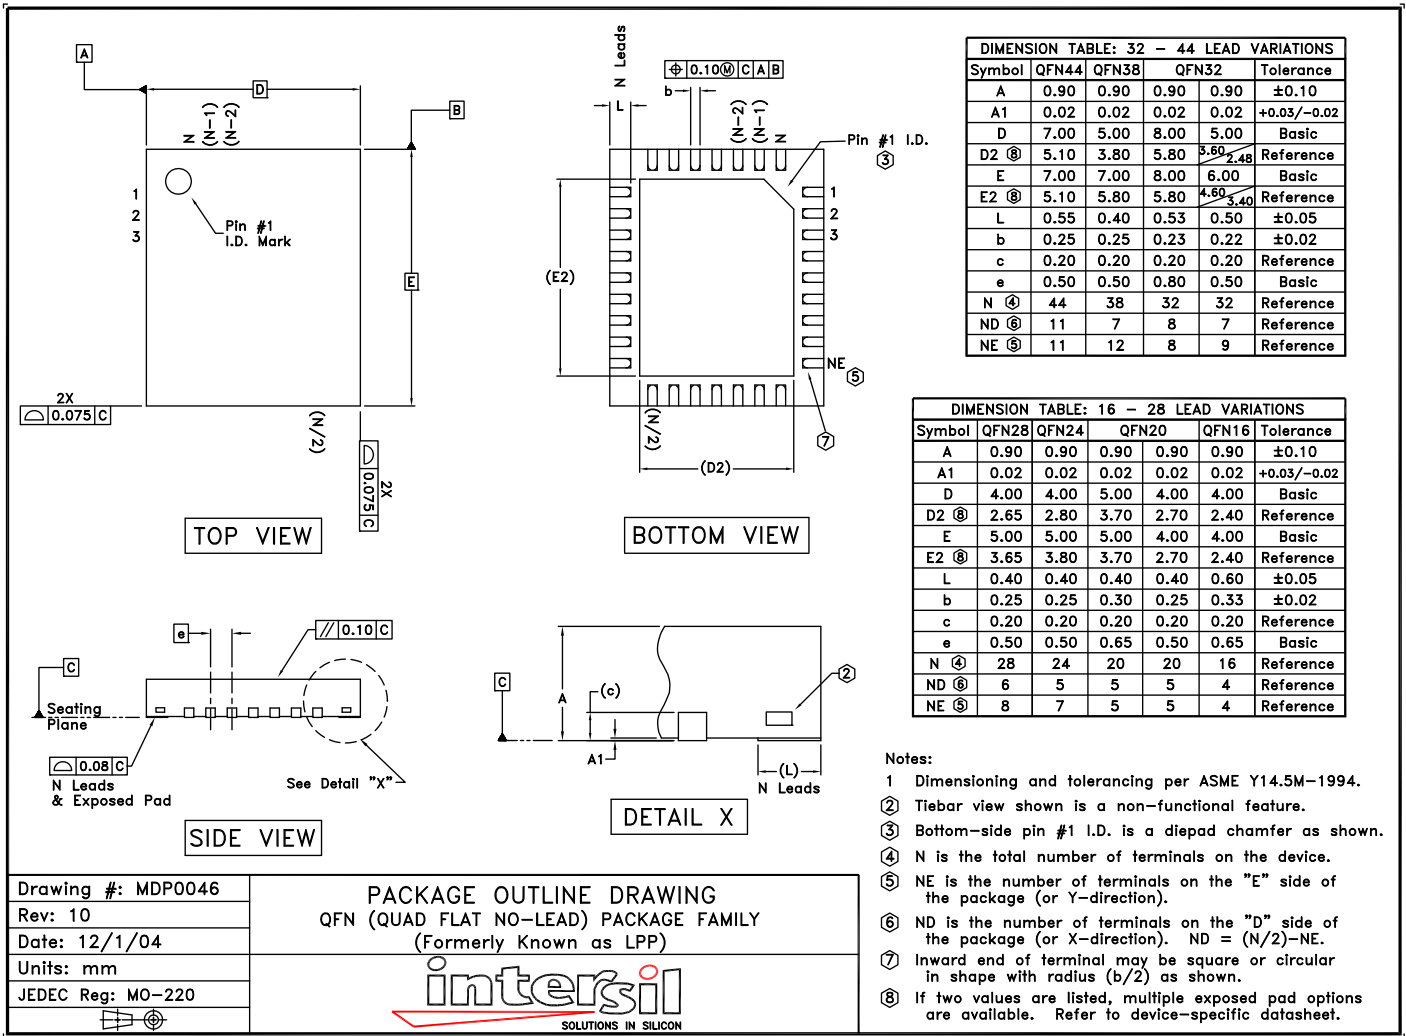 A
D
B
N
(N-1)
(N-2)
1
2
3
Pin #1
I.D. Mark
E
2X
⌓ 0.075 C
(N/2)
2X
⌓ 0.075 C
TOP VIEW
N Leads
L
⌖ 0.10Ⓜ C A B
b
(N-2)
(N-1)
N
Pin #1 I.D.
3
1
2
3
(E2)
NE
5
7
(N/2)
(D2)
BOTTOM VIEW
DIMENSION TABLE: 32 - 44 LEAD VARIATIONS
Symbol QFN44 QFN38 QFN32 Tolerance
A 0.90 0.90 0.90 0.90 ±0.10
A1 0.02 0.02 0.02 0.02 +0.03/-0.02
D 7.00 5.00 8.00 5.00 Basic
D2 8 5.10 3.80 5.80 3.60/2.48 Reference
E 7.00 7.00 8.00 6.00 Basic
E2 8 5.10 5.80 5.80 4.60/3.40 Reference
L 0.55 0.40 0.53 0.50 ±0.05
b 0.25 0.25 0.23 0.22 ±0.02
c 0.20 0.20 0.20 0.20 Reference
e 0.50 0.50 0.80 0.50 Basic
N 4 44 38 32 32 Reference
ND 6 11 7 8 7 Reference
NE 5 11 12 8 9 Reference
DIMENSION TABLE: 16 - 28 LEAD VARIATIONS
Symbol QFN28 QFN24 QFN20 QFN16 Tolerance
A 0.90 0.90 0.90 0.90 0.90 ±0.10
A1 0.02 0.02 0.02 0.02 0.02 +0.03/-0.02
D 4.00 4.00 5.00 4.00 4.00 Basic
D2 8 2.65 2.80 3.70 2.70 2.40 Reference
E 5.00 5.00 5.00 4.00 4.00 Basic
E2 8 3.65 3.80 3.70 2.70 2.40 Reference
L 0.40 0.40 0.40 0.40 0.60 ±0.05
b 0.25 0.25 0.30 0.25 0.33 ±0.02
c 0.20 0.20 0.20 0.20 0.20 Reference
e 0.50 0.50 0.65 0.50 0.65 Basic
N 4 28 24 20 20 16 Reference
ND 6 6 5 5 5 4 Reference
NE 5 8 7 5 5 4 Reference
e
// 0.10 C
C
Seating
Plane
⌓ 0.08 C
N Leads
& Exposed Pad
See Detail "X"
SIDE VIEW
C
A
(c)
A1
2
(L)
N Leads
DETAIL X
Notes:
1 Dimensioning and tolerancing per ASME Y14.5M-1994.
2 Tiebar view shown is a non-functional feature.
3 Bottom-side pin #1 I.D. is a diepad chamfer as shown.
4 N is the total number of terminals on the device.
5 NE is the number of terminals on the "E" side of
the package (or Y-direction).
6 ND is the number of terminals on the "D" side of
the package (or X-direction). ND = (N/2)-NE.
7 Inward end of terminal may be square or circular
in shape with radius (b/2) as shown.
8 If two values are listed, multiple exposed pad options
are available. Refer to device-specific datasheet.
Drawing #: MDP0046
Rev: 10
Date: 12/1/04
Units: mm
JEDEC Reg: MO-220
PACKAGE OUTLINE DRAWING
QFN (QUAD FLAT NO-LEAD) PACKAGE FAMILY
(Formerly Known as LPP)
intersil
SOLUTIONS IN SILICON